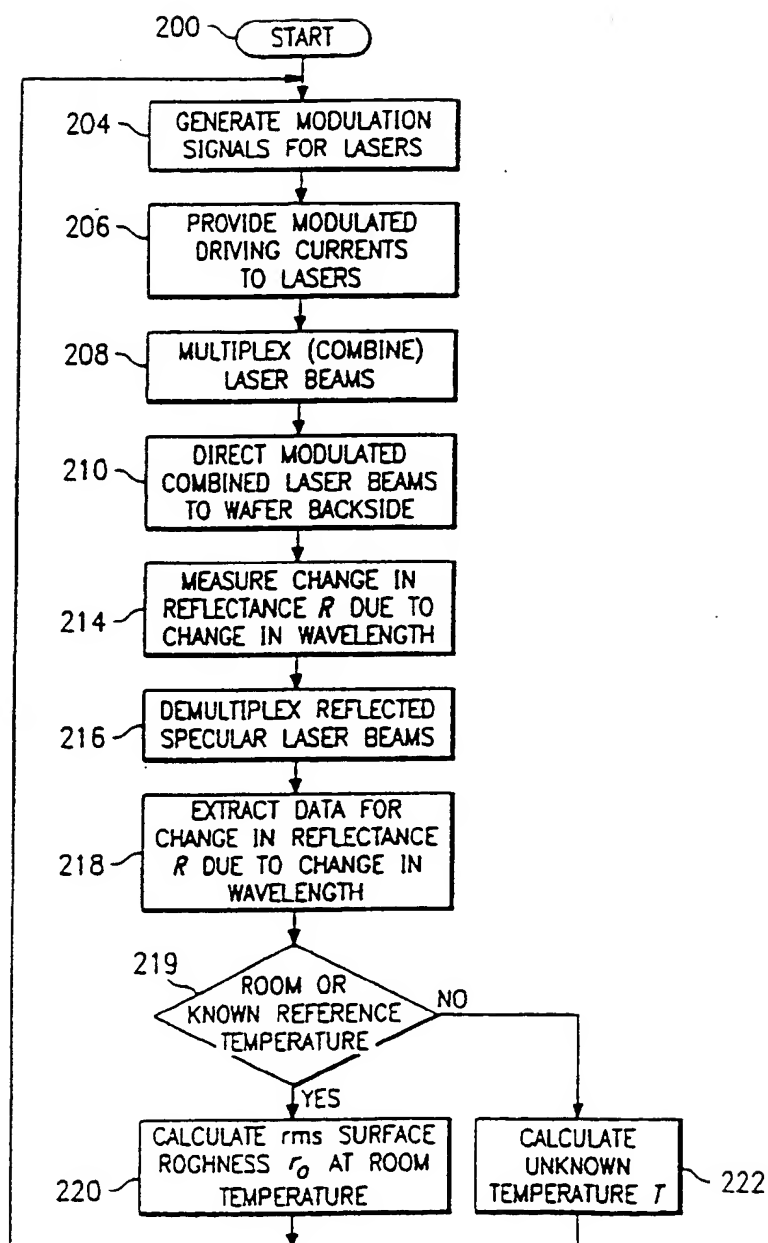 200
START
204
GENERATE MODULATION
SIGNALS FOR LASERS
206
PROVIDE MODULATED
DRIVING CURRENTS
TO LASERS
208
MULTIPLEX (COMBINE)
LASER BEAMS
210
DIRECT MODULATED
COMBINED LASER BEAMS
TO WAFER BACKSIDE
214
MEASURE CHANGE IN
REFLECTANCE R DUE TO
CHANGE IN WAVELENGTH
216
DEMULTIPLEX REFLECTED
SPECULAR LASER BEAMS
218
EXTRACT DATA FOR
CHANGE IN REFLECTANCE
R DUE TO CHANGE IN
WAVELENGTH
219
ROOM OR
KNOWN REFERENCE
TEMPERATURE
NO
YES
CALCULATE rms SURFACE
ROGHNESS r₀ AT ROOM
TEMPERATURE
220
CALCULATE
UNKNOWN
TEMPERATURE T
222